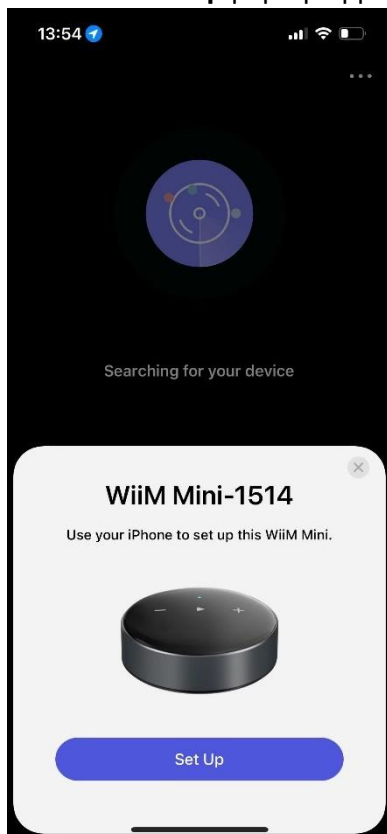 13:54
Searching for your device
WiiM Mini-1514
Use your iPhone to set up this WiiM Mini.
Set Up